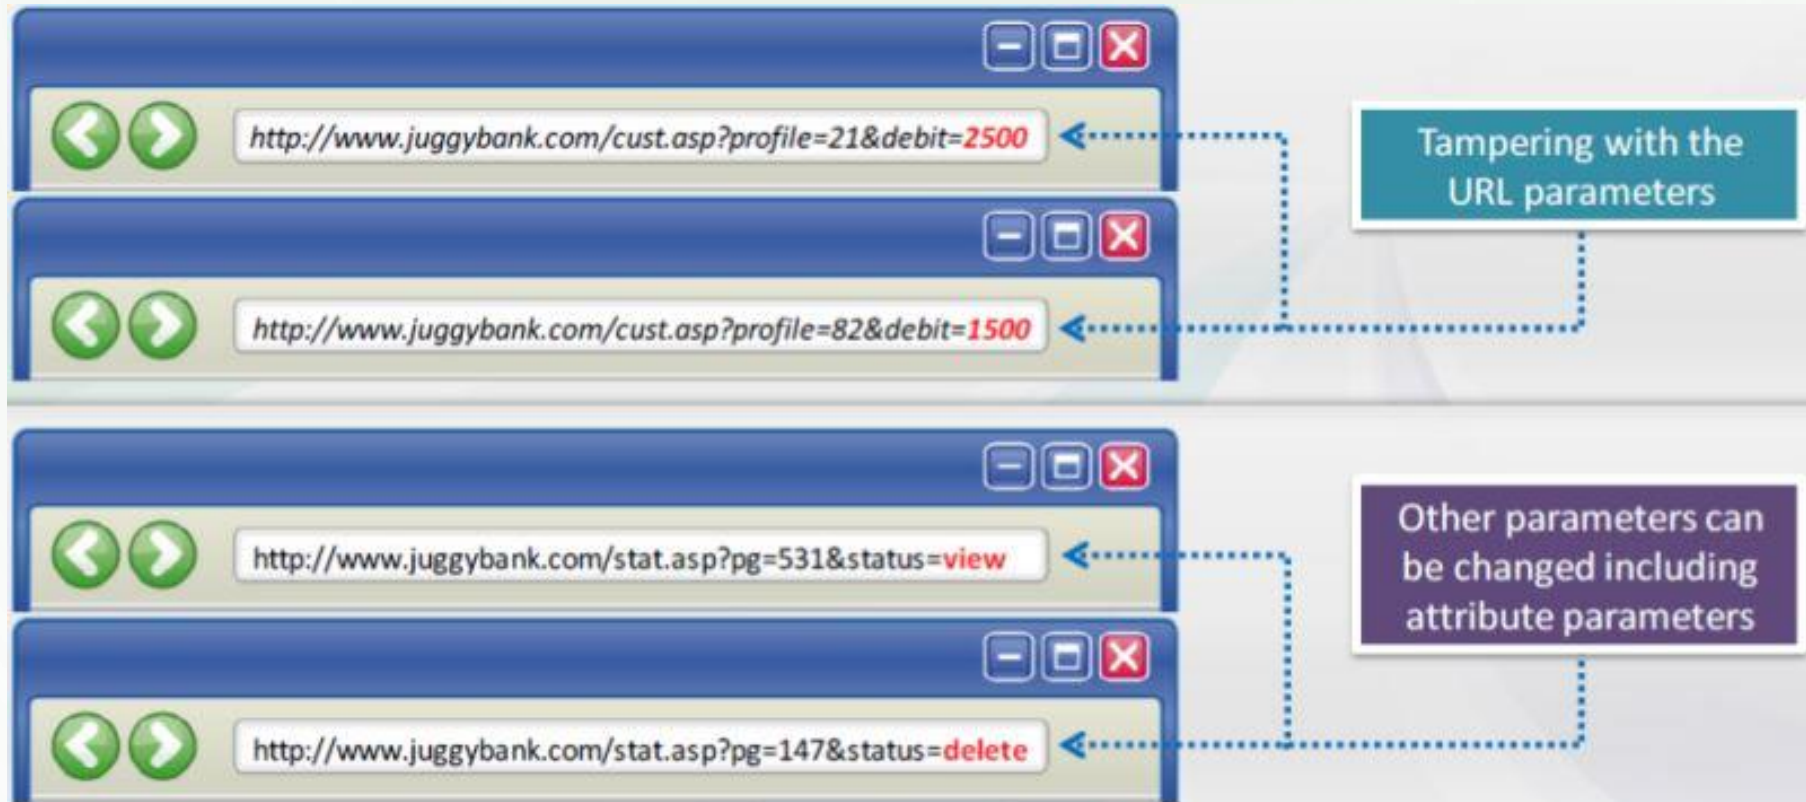 http://www.juggybank.com/cust.asp?profile=21&debit=2500
Tampering with the
URL parameters
http://www.juggybank.com/cust.asp?profile=82&debit=1500
http://www.juggybank.com/stat.asp?pg=531&status=view
Other parameters can
be changed including
attribute parameters
http://www.juggybank.com/stat.asp?pg=147&status=delete